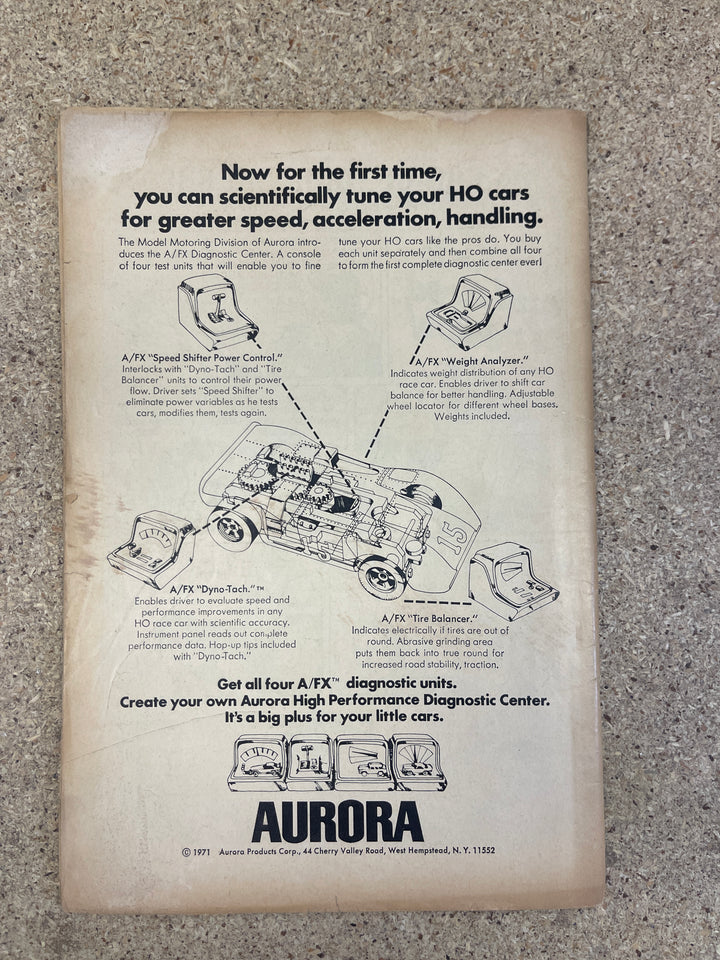 Now for the first time,
you can scientifically tune your HO cars
for greater speed, acceleration, handling.
The Model Motoring Division of Aurora intro-
duces the A/FX Diagnostic Center. A console
of four test units that will enable you to fine
tune your HO cars like the pros do. You buy
each unit separately and then combine all four
to form the first complete diagnostic center ever!
A/FX "Speed Shifter Power Control."
Interlocks with "Dyno-Tach" and "Tire
Balancer" units to control their power
flow. Driver sets "Speed Shifter" to
eliminate power variables as he tests
cars, modifies them, tests again.
A/FX "Weight Analyzer."
Indicates weight distribution of any HO
race car. Enables driver to shift car
balance for better handling. Adjustable
wheel locator for different wheel bases.
Weights included.
15
A/FX "Dyno-Tach."™
Enables driver to evaluate speed and
performance improvements in any
HO race car with scientific accuracy.
Instrument panel reads out complete
performance data. Hop-up tips included
with "Dyno-Tach."
A/FX "Tire Balancer."
Indicates electrically if tires are out of
round. Abrasive grinding area
puts them back into true round for
increased road stability, traction.
Get all four A/FX™ diagnostic units.
Create your own Aurora High Performance Diagnostic Center.
It's a big plus for your little cars.
AURORA
© 1971 Aurora Products Corp., 44 Cherry Valley Road, West Hempstead, N. Y. 11552